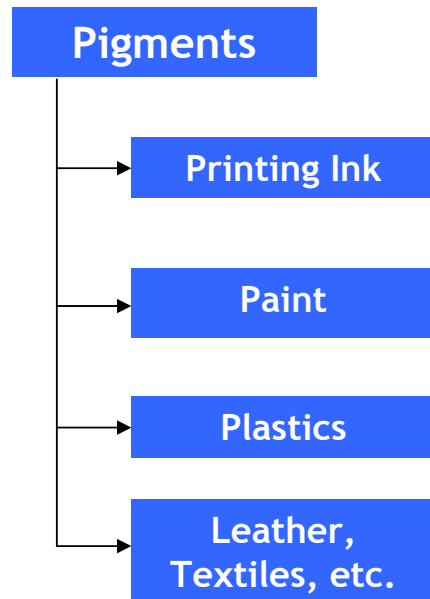 Pigments
Printing Ink
Paint
Plastics
Leather,
Textiles, etc.